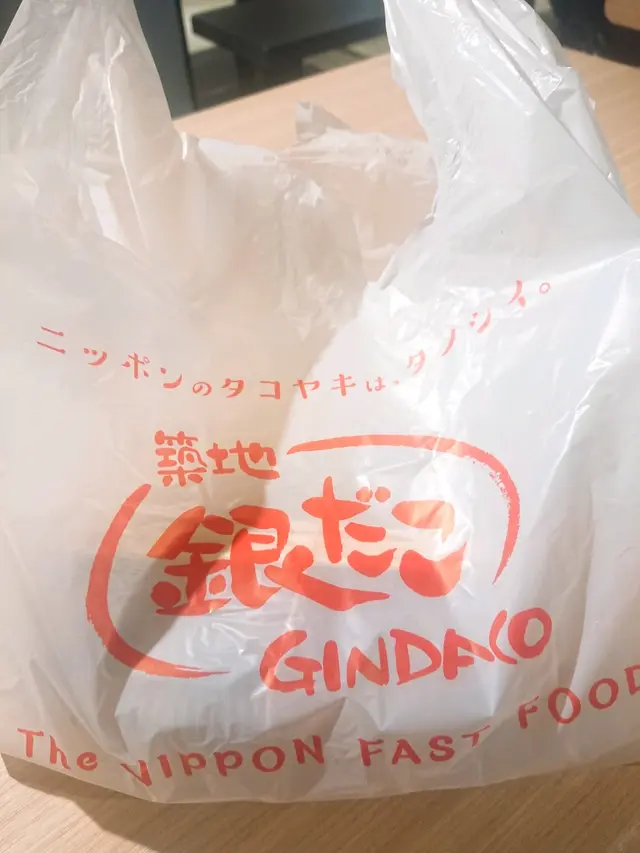 ニッポンのタコヤキは、タノシイ。
築地
銀だこ
GINDACO
The NIPPON FAST FOOD